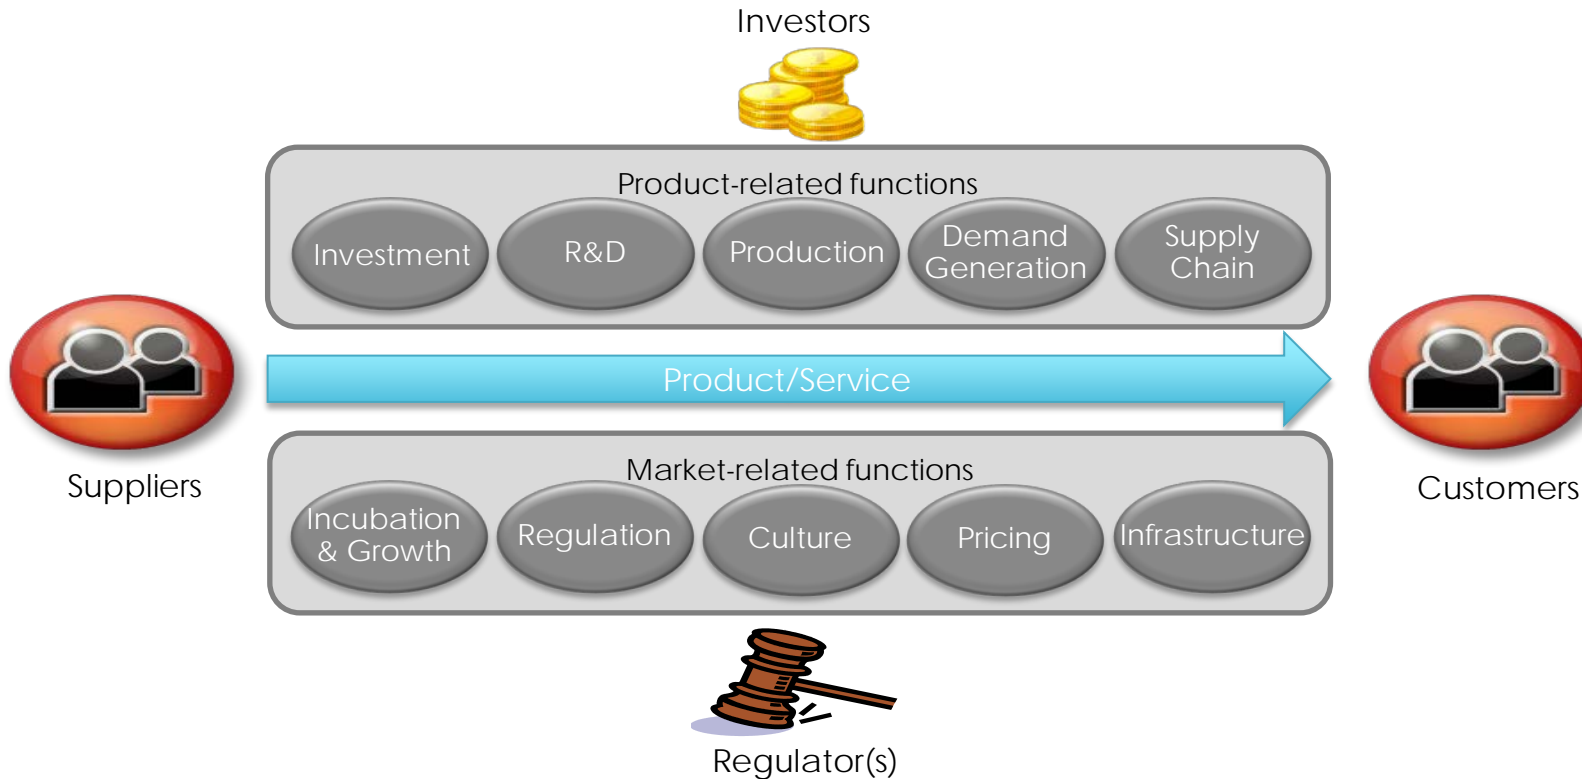 Investors
Product-related functions
Investment
R&D
Production
Demand
Generation
Supply
Chain
Product/Service
Suppliers
Customers
Market-related functions
Incubation
& Growth
Regulation
Culture
Pricing
Infrastructure
Regulator(s)